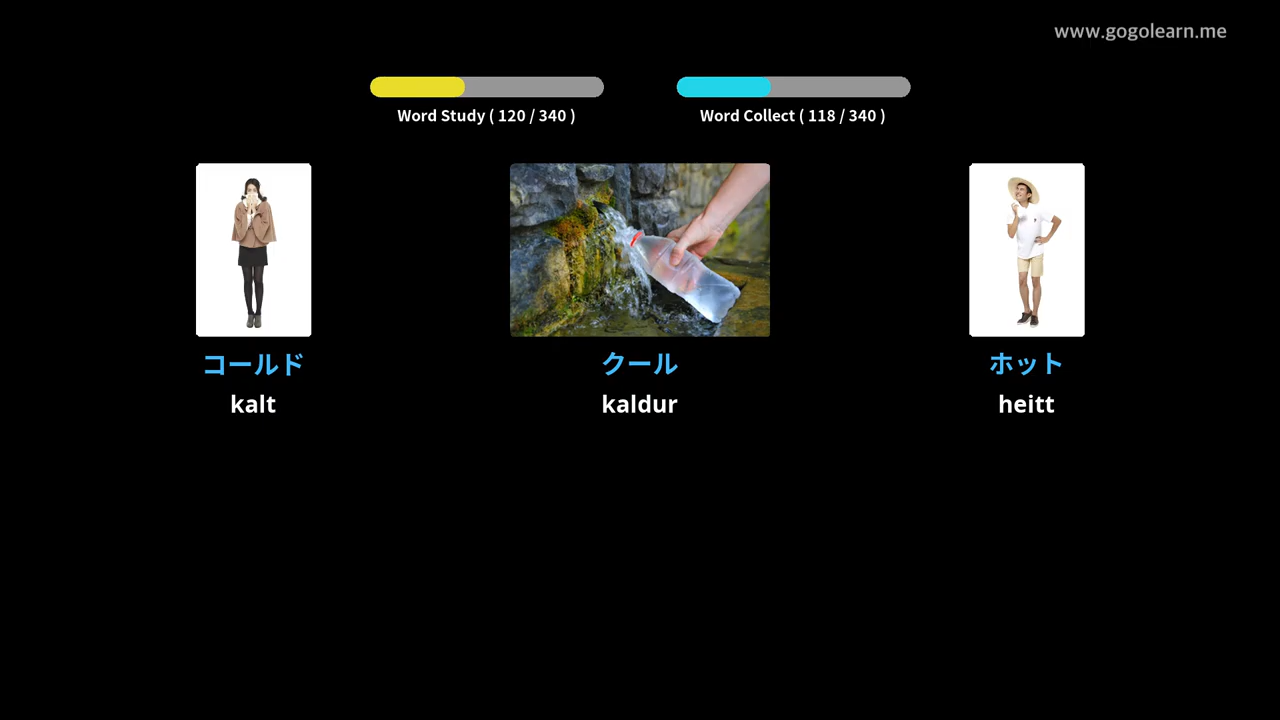 www.gogolearn.me
Word Study ( 120 / 340 )
Word Collect ( 118 / 340 )
コールド
クール
ホット
kalt
kaldur
heitt